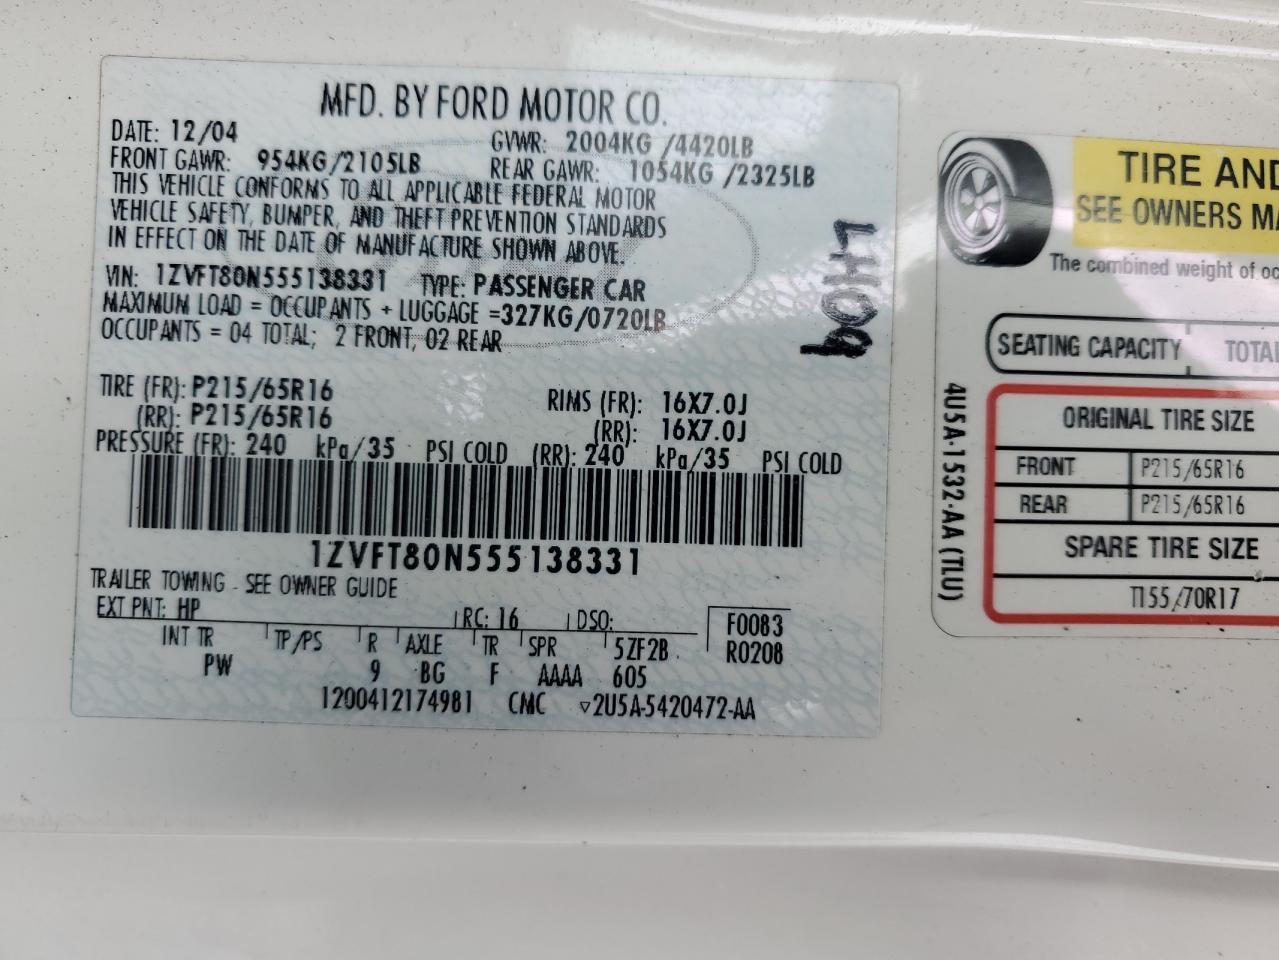 MFD. BY FORD MOTOR CO.
DATE: 12/04 GVWR: 2004KG /4420LB
FRONT GAWR: 954KG/2105LB REAR GAWR: 1054KG /2325LB
THIS VEHICLE CONFORMS TO ALL APPLICABLE FEDERAL MOTOR
VEHICLE SAFETY, BUMPER, AND THEFT PREVENTION STANDARDS
IN EFFECT ON THE DATE OF MANUFACTURE SHOWN ABOVE.
VIN: 1ZVFT80N555138331 TYPE: PASSENGER CAR
MAXIMUM LOAD = OCCUPANTS + LUGGAGE =327KG/0720LB
OCCUPANTS = 04 TOTAL; 2 FRONT, 02 REAR
TIRE (FR): P215/65R16 RIMS (FR): 16X7.0J
(RR): P215/65R16 (RR): 16X7.0J
PRESSURE (FR): 240 kPa/35 PSI COLD (RR): 240 kPa/35 PSI COLD
1ZVFT80N555138331
TRAILER TOWING - SEE OWNER GUIDE
EXT PNT: HP RC: 16 DSO: F0083
INT TR TP/PS R AXLE TR SPR 5ZF2B R0208
PW 9 BG F AAAA 605
1200412174981 CMC ▿2U5A-5420472-AA
TIRE AND
SEE OWNERS MA
The combined weight of oc
SEATING CAPACITY TOTAL
ORIGINAL TIRE SIZE
FRONT P215/65R16
REAR P215/65R16
SPARE TIRE SIZE
T155/70R17
4U5A-1532-AA (TLU)